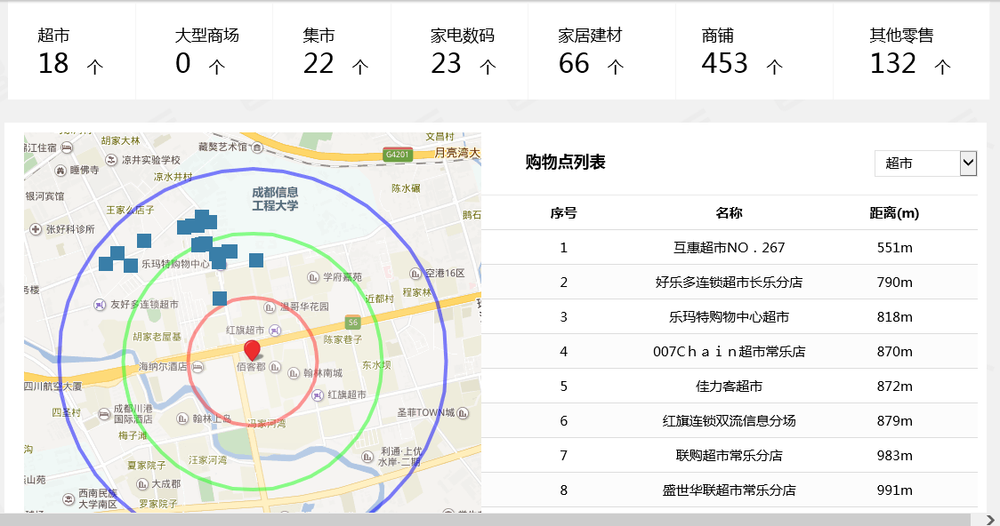 超市
18 个
大型商场
0 个
集市
22 个
家电数码
23 个
家居建材
66 个
商铺
453 个
其他零售
132 个
胡家大林
藏獒艺术馆
文昌村
G4201
月亮湾大
锦江住宿
凉井实验学校
睡佛寺
凉水井村
银河宾馆
成都信息
工程大学
陈水碾
王家么店子
鹅石
张好科诊所
乐玛特购物中心
学府嘉苑
空港16区
务楼
友好多连锁超市
温哥华花园
近都村
程家林
S6
红旗超市
胡家老屋基
陈家巷子
海纳尔酒店
佰客郡
翰林南城
东水坝
四川航空大厦
红旗超市
四圣村
成都川港
国际酒店
翰林上岛
冯家河湾
圣菲TOWN城
梅子滩
沟
夏家院子
汪家河湾
利通·上优
水岸-二期
大成郡
西南民族
大学南区
罗家院子
购物点列表
超市
序号 名称 距离(m)
1 互惠超市NO．267 551m
2 好乐多连锁超市长乐分店 790m
3 乐玛特购物中心超市 818m
4 007Ｃｈａｉｎ超市常乐店 870m
5 佳力客超市 872m
6 红旗连锁双流信息分场 879m
7 联购超市常乐分店 983m
8 盛世华联超市常乐分店 991m